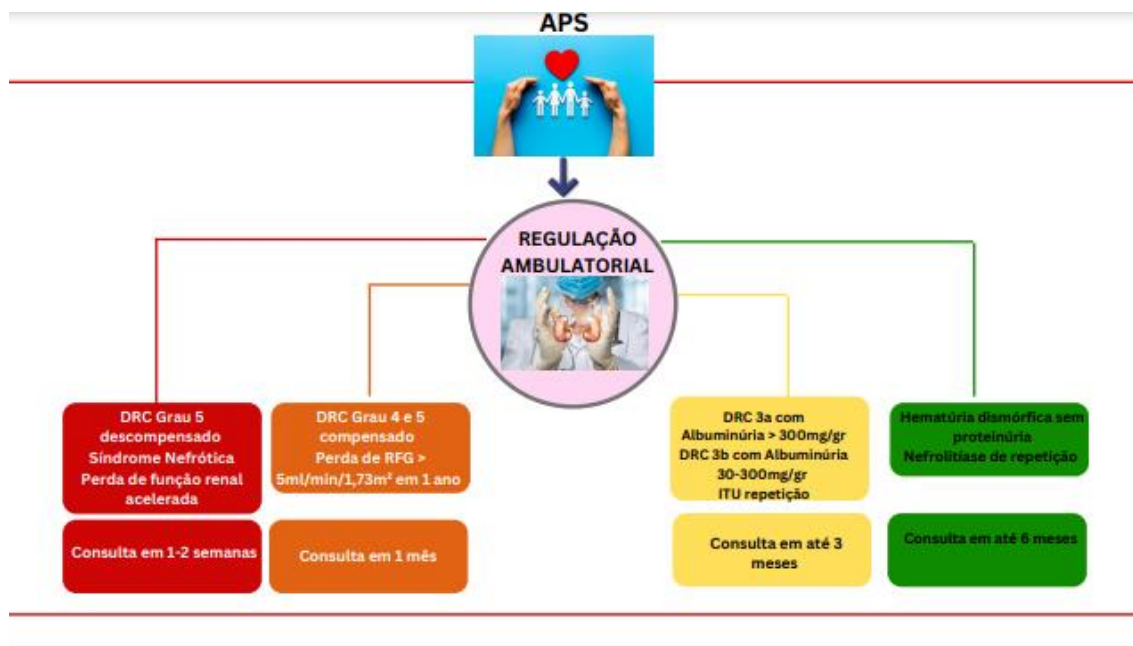 APS
REGULAÇÃO
AMBULATORIAL
DRC Grau 5
descompensado
Síndrome Nefrótica
Perda de função renal
acelerada
Consulta em 1-2 semanas
DRC Grau 4 e 5
compensado
Perda de RFG >
5ml/min/1,73m² em 1 ano
Consulta em 1 mês
DRC 3a com
Albuminúria > 300mg/gr
DRC 3b com Albuminúria
30-300mg/gr
ITU repetição
Consulta em até 3
meses
Hematúria dismórfica sem
proteinúria
Nefrolitíase de repetição
Consulta em até 6 meses